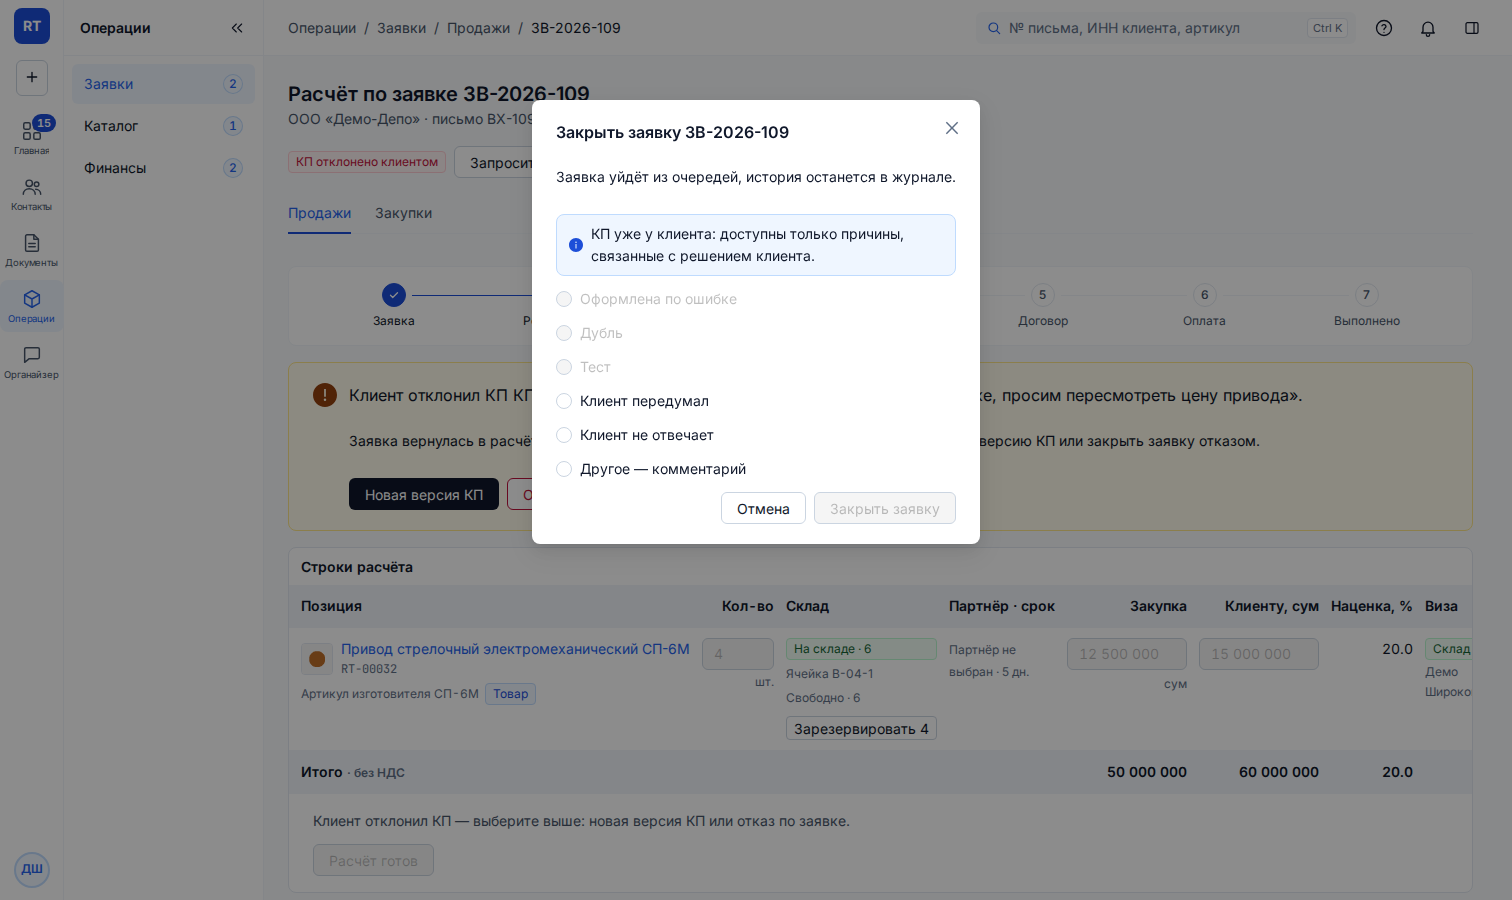 RT
Операции
Операции / Заявки / Продажи / ЗВ-2026-109
№ письма, ИНН клиента, артикул
Ctrl K
15
Главная
Контакты
Документы
Операции
Органайзер
ДШ
Заявки 2
Каталог 1
Финансы 2
Расчёт по заявке ЗВ-2026-109
ООО «Демо-Депо» · письмо ВХ-109
КП отклонено клиентом
Запросит
Продажи
Закупки
Заявка
5
Договор
6
Оплата
7
Выполнено
Клиент отклонил КП КП
е, просим пересмотреть цену привода».
Заявка вернулась в расчё
версию КП или закрыть заявку отказом.
Новая версия КП
Закрыть заявку ЗВ-2026-109
Заявка уйдёт из очередей, история останется в журнале.
КП уже у клиента: доступны только причины,
связанные с решением клиента.
Оформлена по ошибке
Дубль
Тест
Клиент передумал
Клиент не отвечает
Другое — комментарий
Отмена
Закрыть заявку
Строки расчёта
Позиция Кол-во Склад Партнёр · срок Закупка Клиенту, сум Наценка, % Виза
Привод стрелочный электромеханический СП-6М
RT-00032
Артикул изготовителя СП-6М Товар
4
шт.
На складе · 6
Ячейка B-04-1
Свободно · 6
Зарезервировать 4
Партнёр не
выбран · 5 дн.
12 500 000
сум
15 000 000
20.0
Склад
Демо
Широко
Итого · без НДС 50 000 000 60 000 000 20.0
Клиент отклонил КП — выберите выше: новая версия КП или отказ по заявке.
Расчёт готов